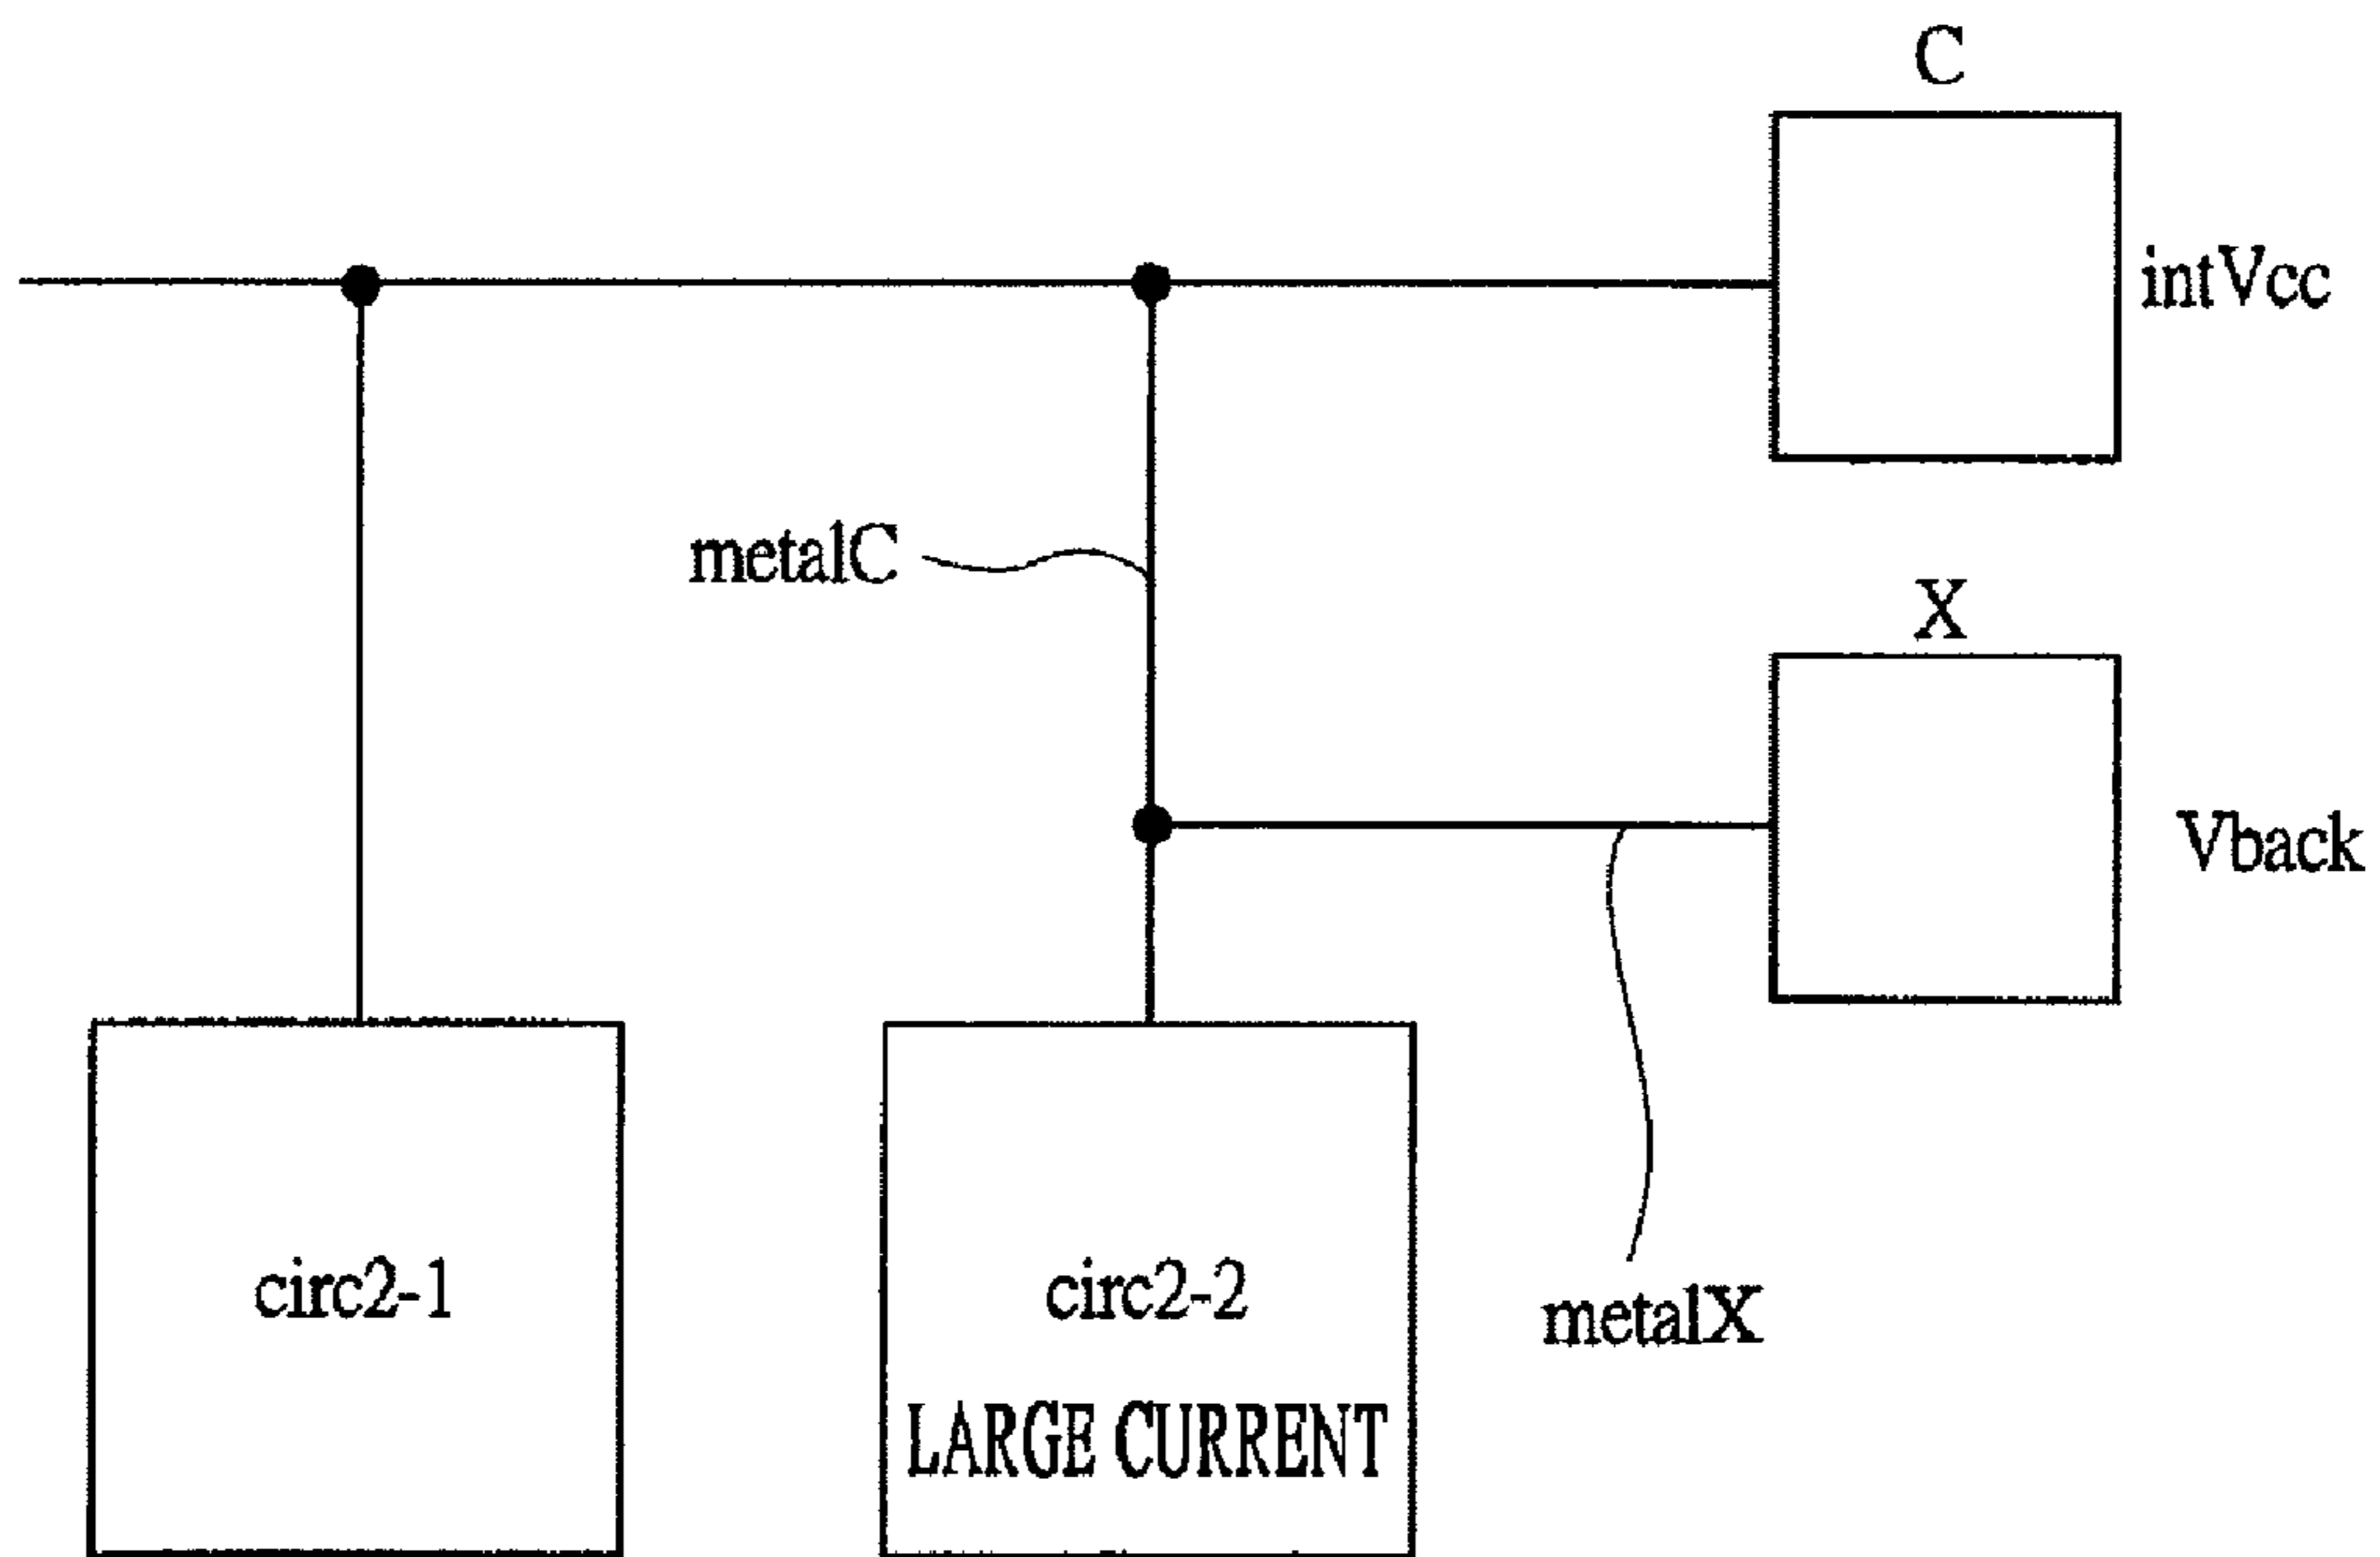 C
intVcc
metalC
X
Vback
circ2-1
circ2-2
LARGE CURRENT
metalX